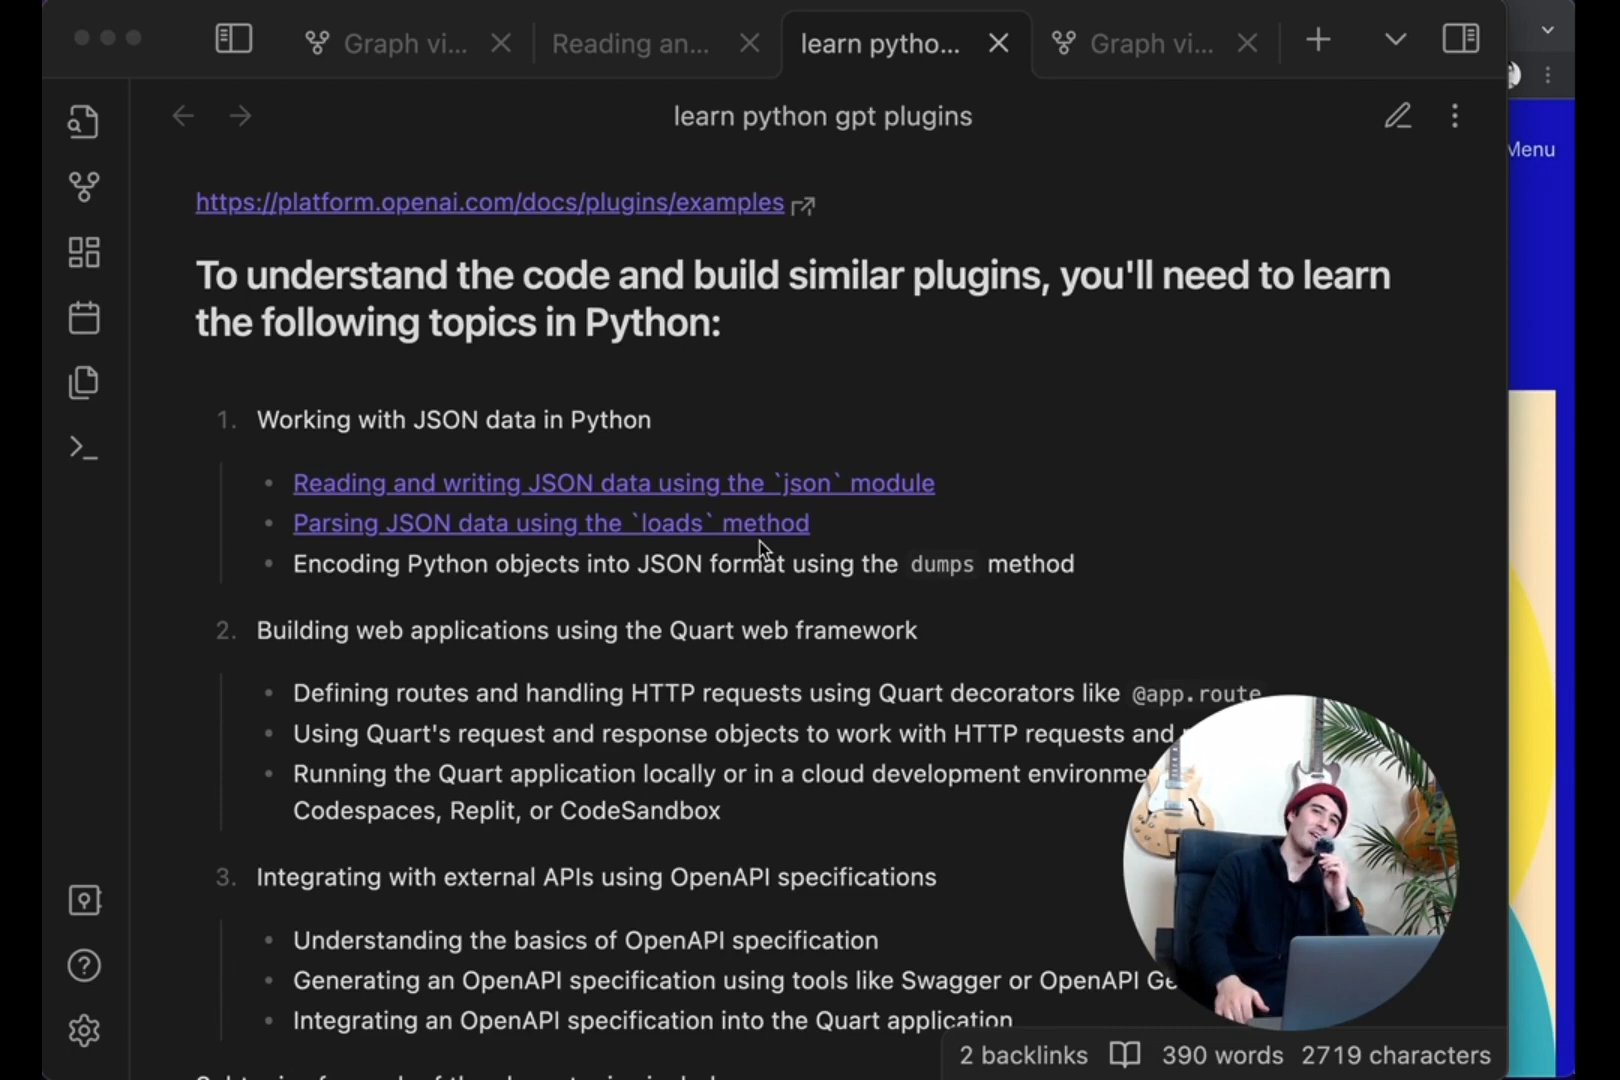 Graph vi...
Reading an...
learn pytho...
Graph vi...
learn python gpt plugins
Menu
https://platform.openai.com/docs/plugins/examples
To understand the code and build similar plugins, you'll need to learn
the following topics in Python:
1. Working with JSON data in Python
• Reading and writing JSON data using the `json` module
• Parsing JSON data using the `loads` method
• Encoding Python objects into JSON format using the dumps method
2. Building web applications using the Quart web framework
• Defining routes and handling HTTP requests using Quart decorators like @app.route
• Using Quart's request and response objects to work with HTTP requests and
• Running the Quart application locally or in a cloud development
Codespaces, Replit, or CodeSandbox
3. Integrating with external APIs using OpenAPI specifications
• Understanding the basics of OpenAPI specification
• Generating an OpenAPI specification using tools like Swagger or OpenAPI
• Integrating an OpenAPI specification into the Quart application
2 backlinks 390 words 2719 characters